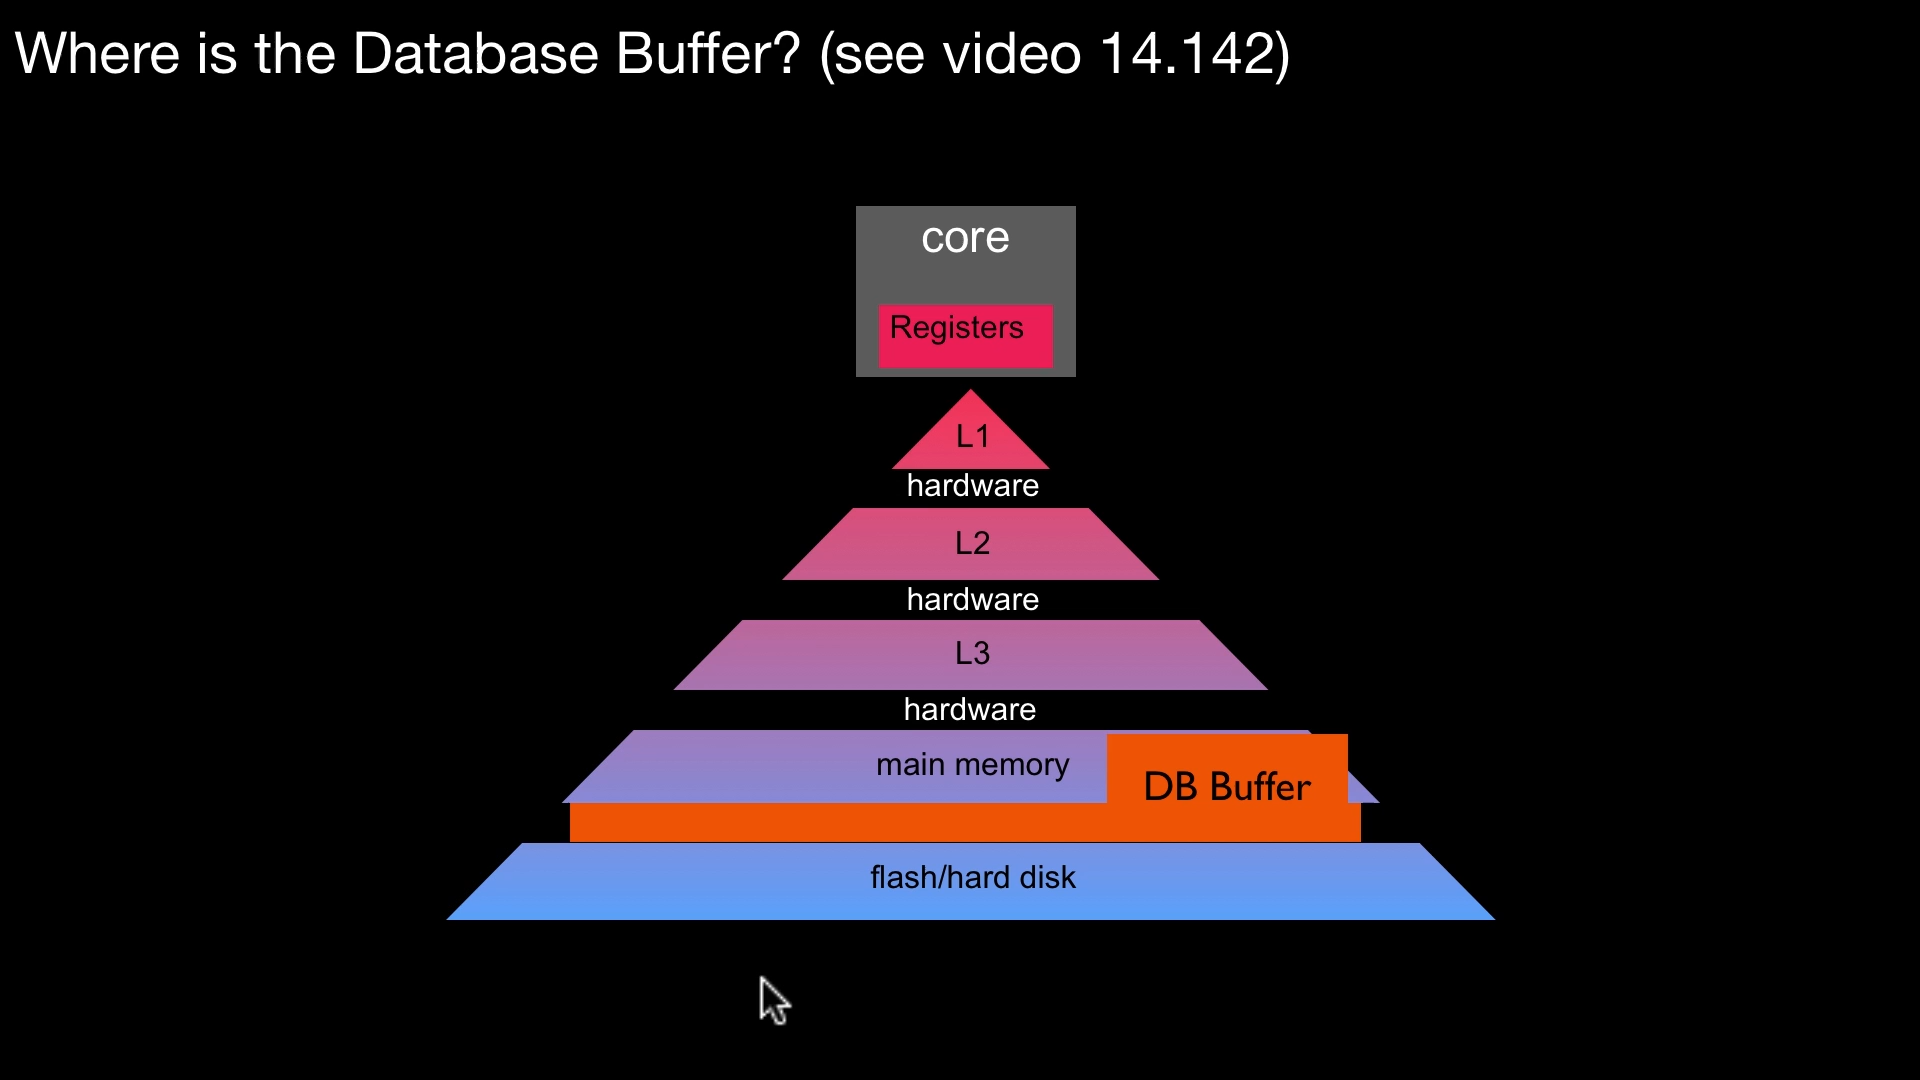 Where is the Database Buffer? (see video 14.142)
core
Registers
L1
hardware
L2
hardware
L3
hardware
main memory
DB Buffer
flash/hard disk